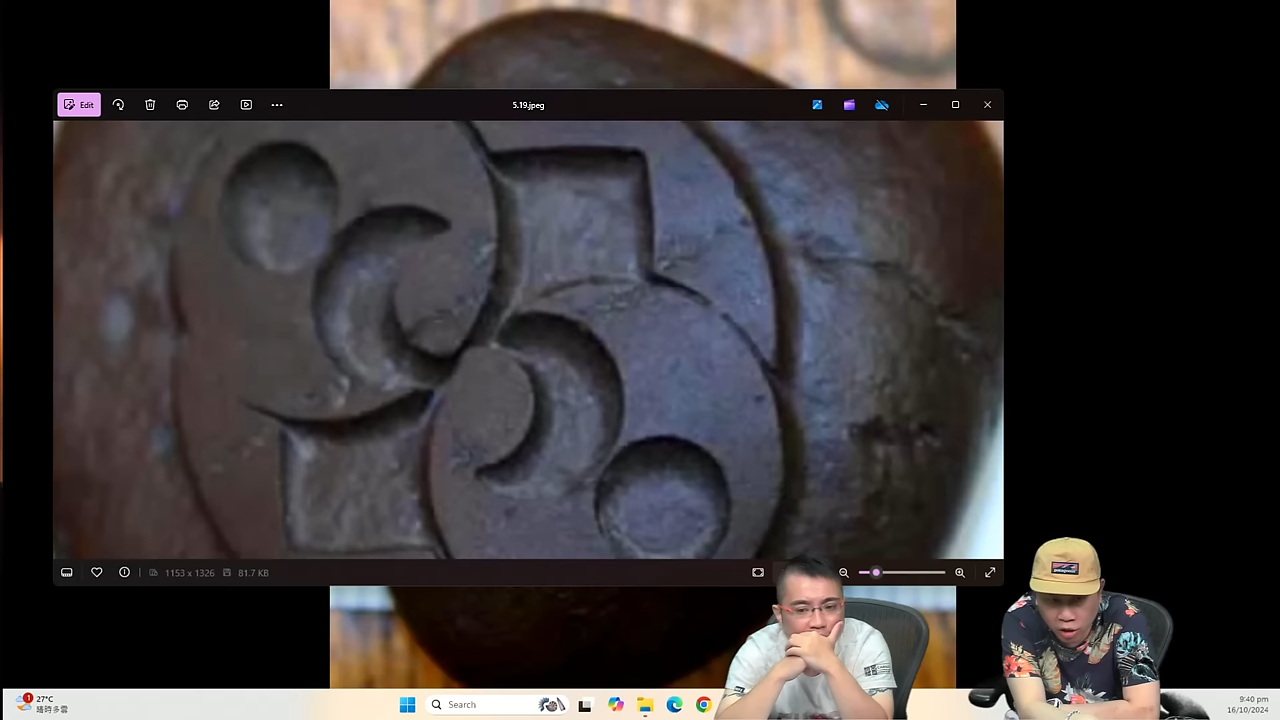 Edit
5.19.jpeg
1153 x 1326
81.7 KB
27°C
晴時多雲
1
Search
9:40 pm
16/10/2024